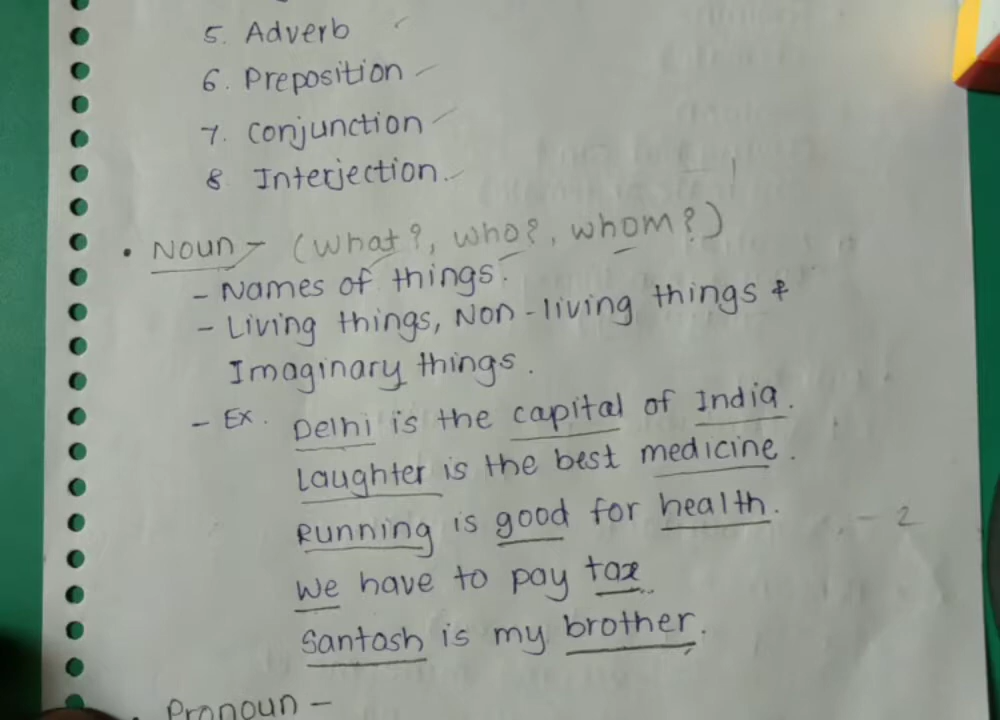 5. Adverb
6. Preposition
7. Conjunction
8 Interjection.
- 1
• Noun - (What?, who?, whom?)
- Names of things.
- Living things, Non-living things &
Imaginary things.
- Ex. Delhi is the capital of India.
Laughter is the best medicine.
Running is good for health.
- 2
We have to pay tax.
Santosh is my brother.
• Pronoun -